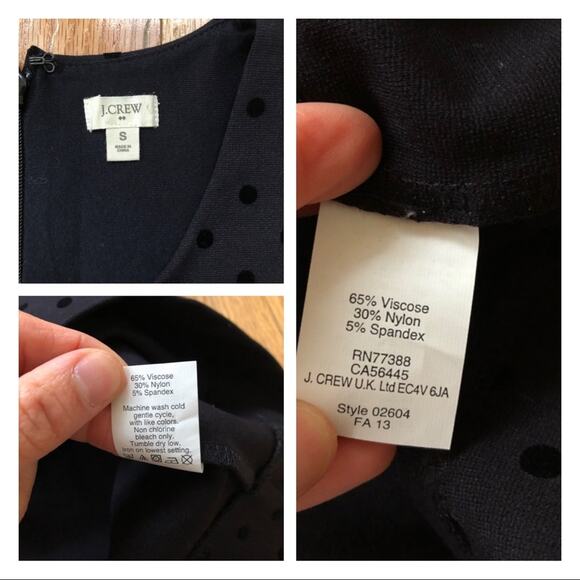 J.CREW
S
MADE IN
CHINA
65% Viscose
30% Nylon
5% Spandex
Machine wash cold
gentle cycle,
with like colors.
Non chlorine
bleach only.
Tumble dry low,
iron on lowest setting.
65% Viscose
30% Nylon
5% Spandex
RN77388
CA56445
J. CREW U.K. Ltd EC4V 6JA
Style 02604
FA 13